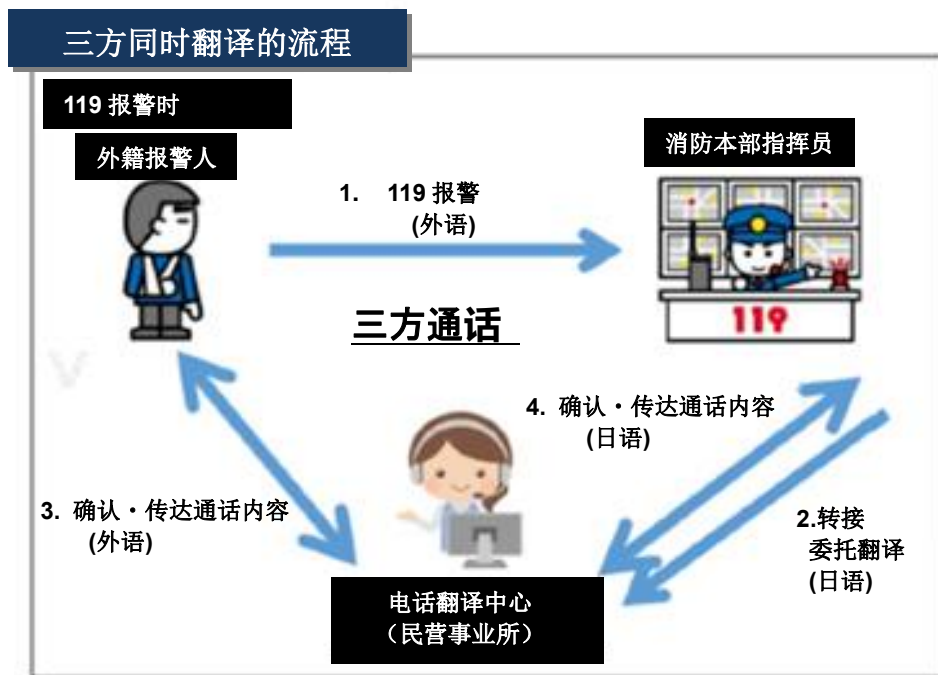 三方同时翻译的流程
119 报警时
外籍报警人
消防本部指挥员
1. 119 报警
(外语)
119
三方通话
4. 确认・传达通话内容
(日语)
3. 确认・传达通话内容
(外语)
2.转接
委托翻译
(日语)
电话翻译中心
（民营事业所）